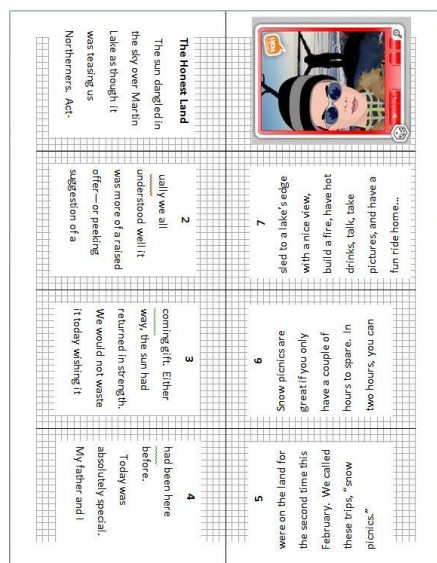 The Honest Land
The sun dangled in
the sky over Martin
Lake as though it
was teasing us
Northerners. Act-
2
ually we all
understood well it
was more of a raised
offer—or peeking
suggestion of a
3
coming gift. Either
way, the sun had
returned in strength.
We would not waste
it today wishing it
4
had been here
before.
Today was
absolutely special.
My father and I
5
were on the land for
the second time this
February. We called
these trips, "snow
picnics."
6
Snow picnics are
great if you only
have a couple of
hours to spare. In
two hours, you can
7
sled to a lake's edge
with a nice view,
build a fire, have hot
drinks, talk, take
pictures, and have a
fun ride home...